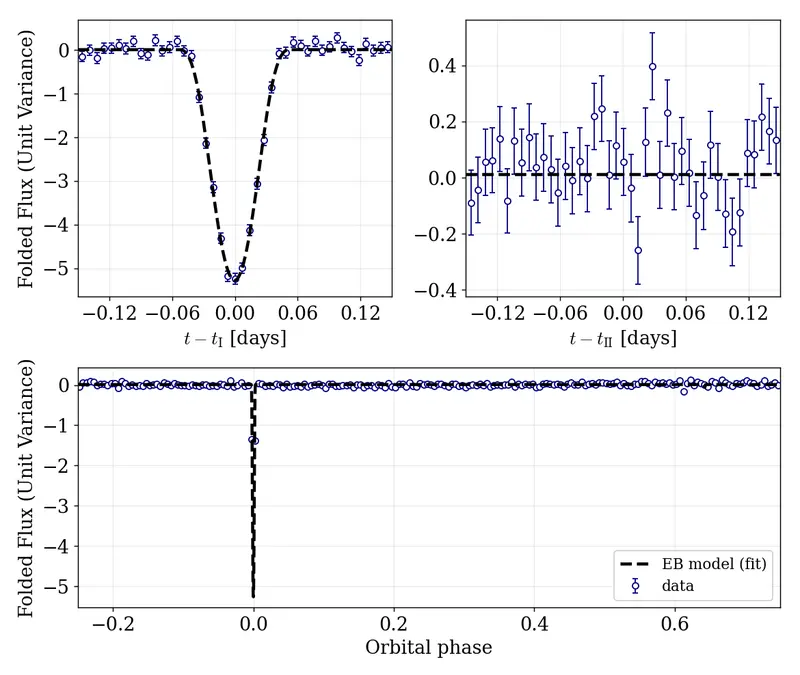 Folded Flux (Unit Variance)
0
−1
−2
−3
−4
−5
−0.12 −0.06 0.00 0.06 0.12
t − tI [days]
0.4
0.2
0.0
−0.2
−0.4
−0.12 −0.06 0.00 0.06 0.12
t − tII [days]
Folded Flux (Unit Variance)
0
−1
−2
−3
−4
−5
EB model (fit)
data
−0.2 0.0 0.2 0.4 0.6
Orbital phase